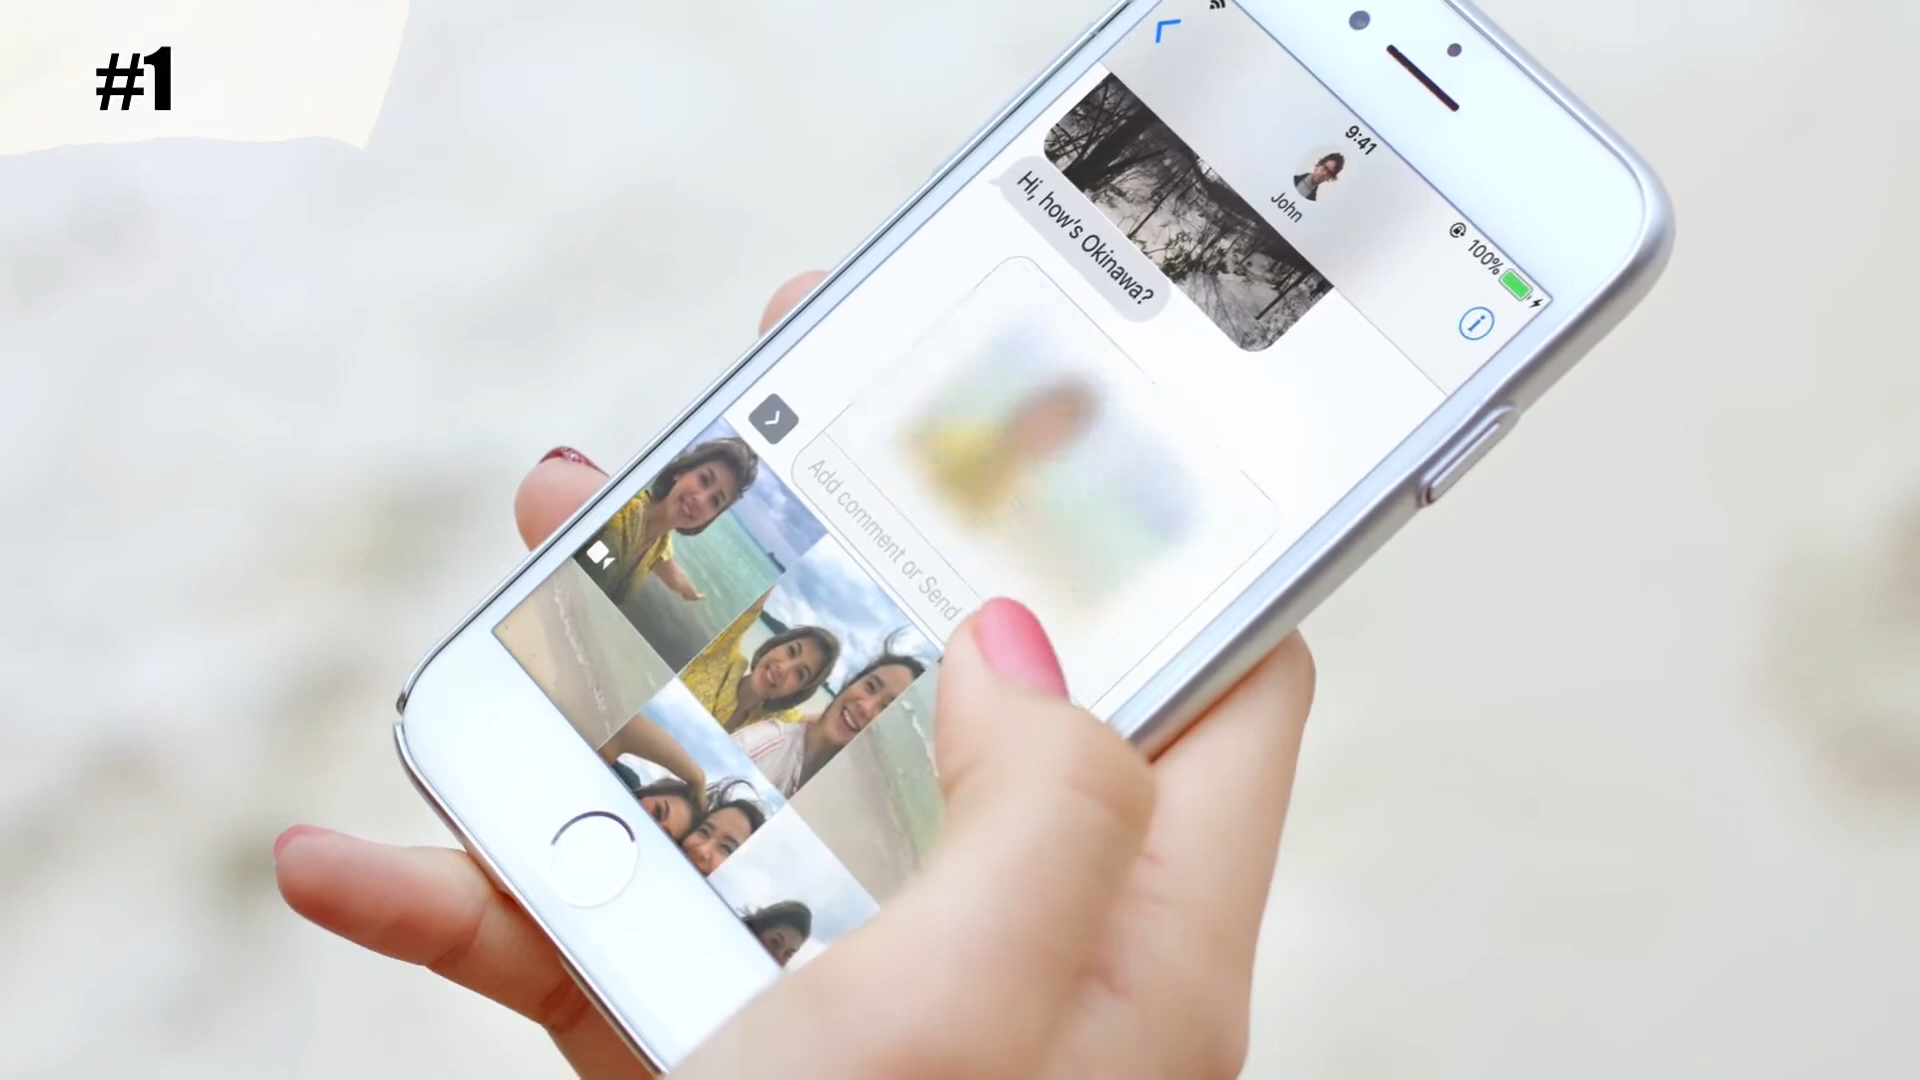 #1
9:41
100%
John
Hi, how's Okinawa?
Add comment or Send